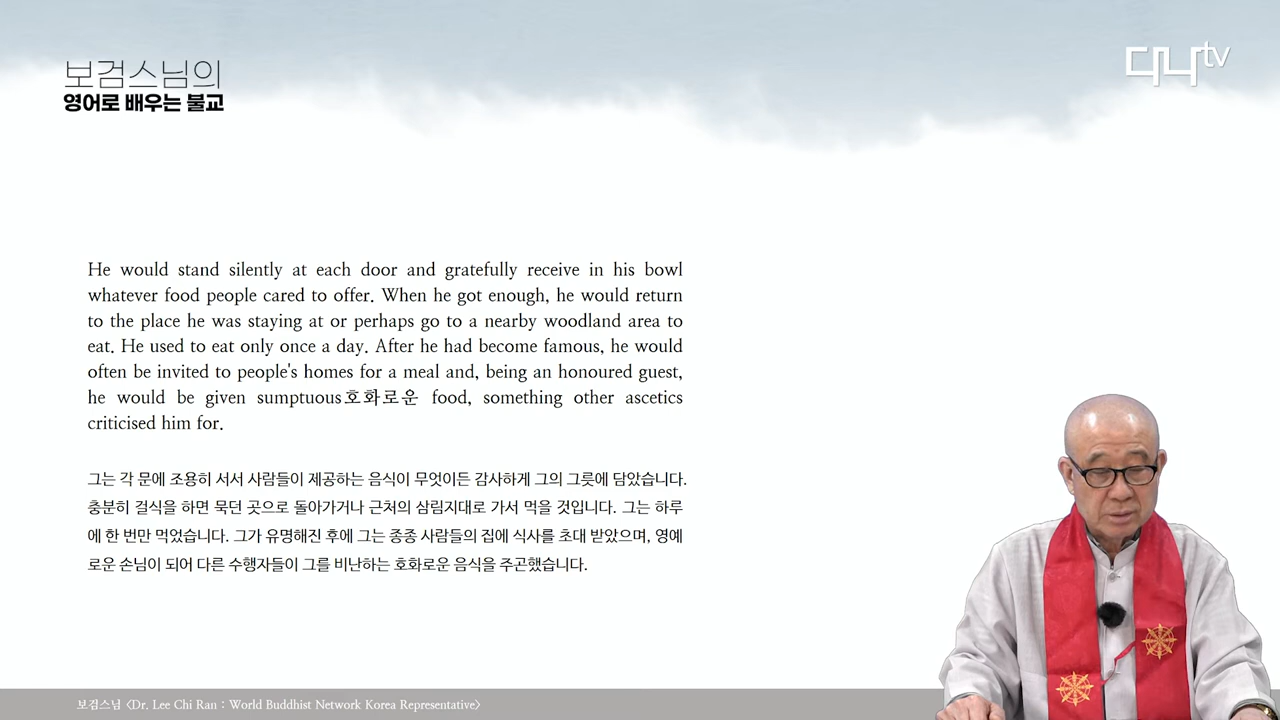 보검스님의
영어로 배우는 불교
다나tv
He would stand silently at each door and gratefully receive in his bowl
whatever food people cared to offer. When he got enough, he would return
to the place he was staying at or perhaps go to a nearby woodland area to
eat. He used to eat only once a day. After he had become famous, he would
often be invited to people's homes for a meal and, being an honoured guest,
he would be given sumptuous호화로운 food, something other ascetics
criticised him for.
그는 각 문에 조용히 서서 사람들이 제공하는 음식이 무엇이든 감사하게 그의 그릇에 담았습니다.
충분히 걸식을 하면 묵던 곳으로 돌아가거나 근처의 삼림지대로 가서 먹을 것입니다. 그는 하루
에 한 번만 먹었습니다. 그가 유명해진 후에 그는 종종 사람들의 집에 식사를 초대 받았으며, 영예
로운 손님이 되어 다른 수행자들이 그를 비난하는 호화로운 음식을 주곤했습니다.
보검스님 <Dr. Lee Chi Ran : World Buddhist Network Korea Representative>